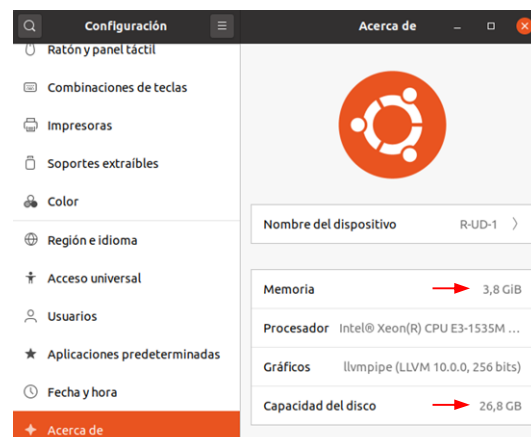 Configuración
Acerca de
Ratón y panel táctil
Combinaciones de teclas
Impresoras
Soportes extraíbles
Color
Región e idioma
Acceso universal
Usuarios
Aplicaciones predeterminadas
Fecha y hora
Acerca de
Nombre del dispositivo R-UD-1
Memoria 3,8 GiB
Procesador Intel® Xeon(R) CPU E3-1535M ...
Gráficos llvmpipe (LLVM 10.0.0, 256 bits)
Capacidad del disco 26,8 GB